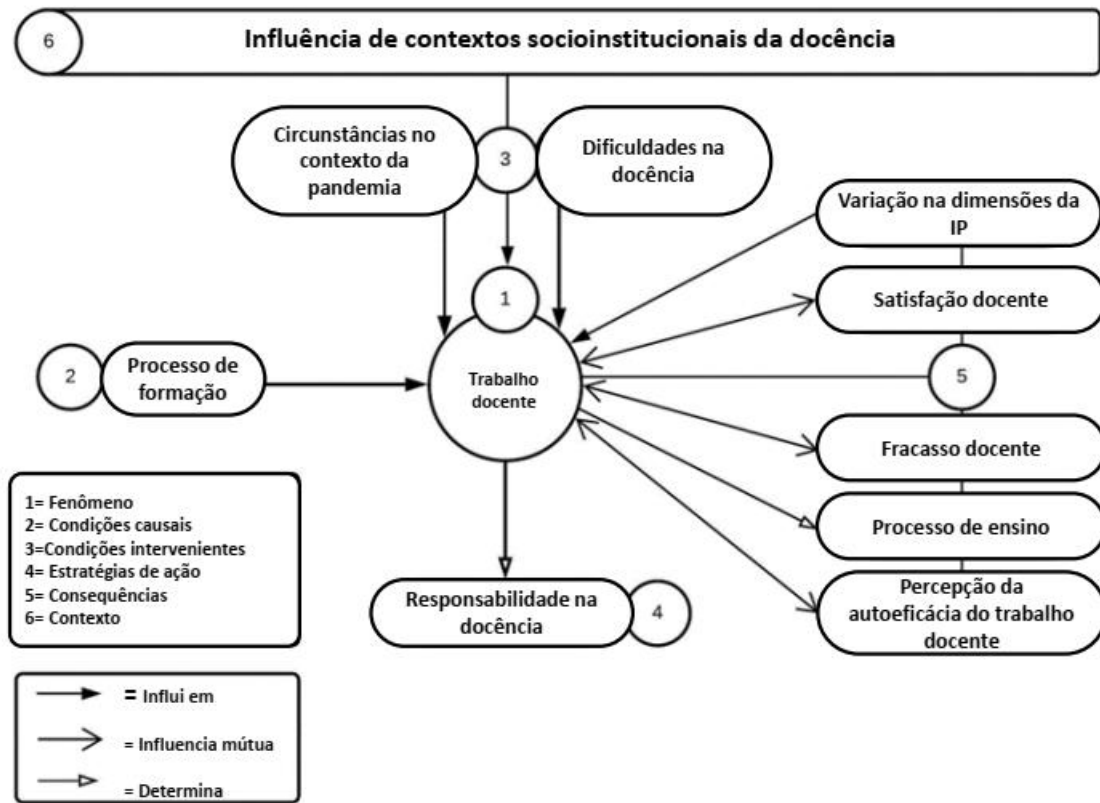 6
Influência de contextos socioinstitucionais da docência
Circunstâncias no
contexto da
pandemia
3
Dificuldades na
docência
Variação na dimensões da
IP
1
Satisfação docente
2
Processo de
formação
Trabalho
docente
5
Fracasso docente
Processo de ensino
Percepção da
autoeficácia do trabalho
docente
Responsabilidade na
docência
4
1= Fenômeno
2= Condições causais
3=Condições intervenientes
4= Estratégias de ação
5= Consequências
6= Contexto
= Influi em
= Influencia mútua
= Determina